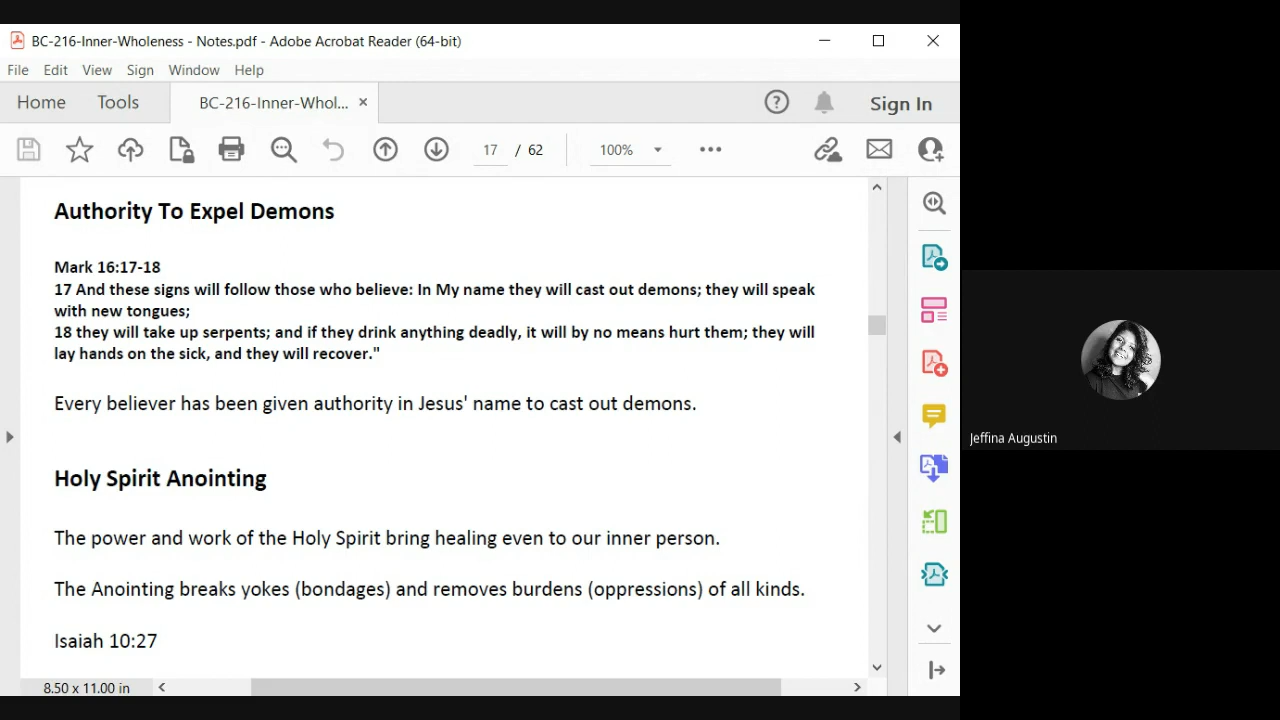 BC-216-Inner-Wholeness - Notes.pdf - Adobe Acrobat Reader (64-bit)
File Edit View Sign Window Help
Home Tools BC-216-Inner-Whol... × Sign In
17 / 62 100%
Authority To Expel Demons
Mark 16:17-18
17 And these signs will follow those who believe: In My name they will cast out demons; they will speak
with new tongues;
18 they will take up serpents; and if they drink anything deadly, it will by no means hurt them; they will
lay hands on the sick, and they will recover."
Every believer has been given authority in Jesus' name to cast out demons.
Holy Spirit Anointing
The power and work of the Holy Spirit bring healing even to our inner person.
The Anointing breaks yokes (bondages) and removes burdens (oppressions) of all kinds.
Isaiah 10:27
8.50 x 11.00 in
Jeffina Augustin